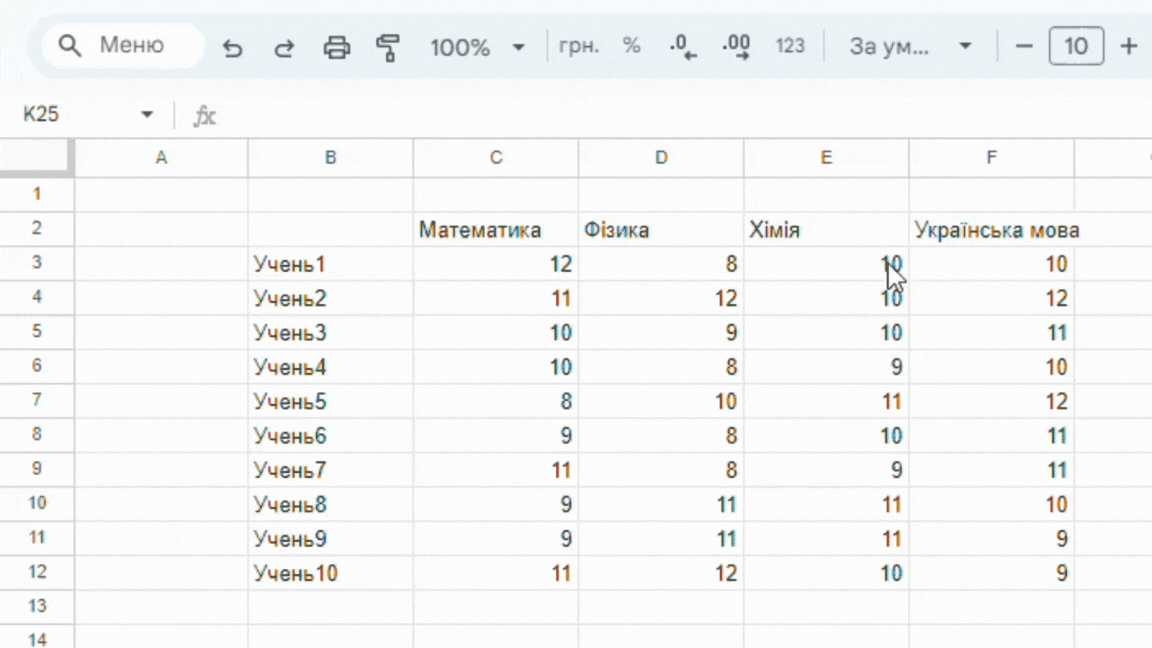 Меню 100% грн. % .0 .00 123 За ум... 10
K25 fx
A B C D E F
1
2 Математика Фізика Хімія Українська мова
3 Учень1 12 8 10 10
4 Учень2 11 12 10 12
5 Учень3 10 9 10 11
6 Учень4 10 8 9 10
7 Учень5 8 10 11 12
8 Учень6 9 8 10 11
9 Учень7 11 8 9 11
10 Учень8 9 11 11 10
11 Учень9 9 11 11 9
12 Учень10 11 12 10 9
13
14